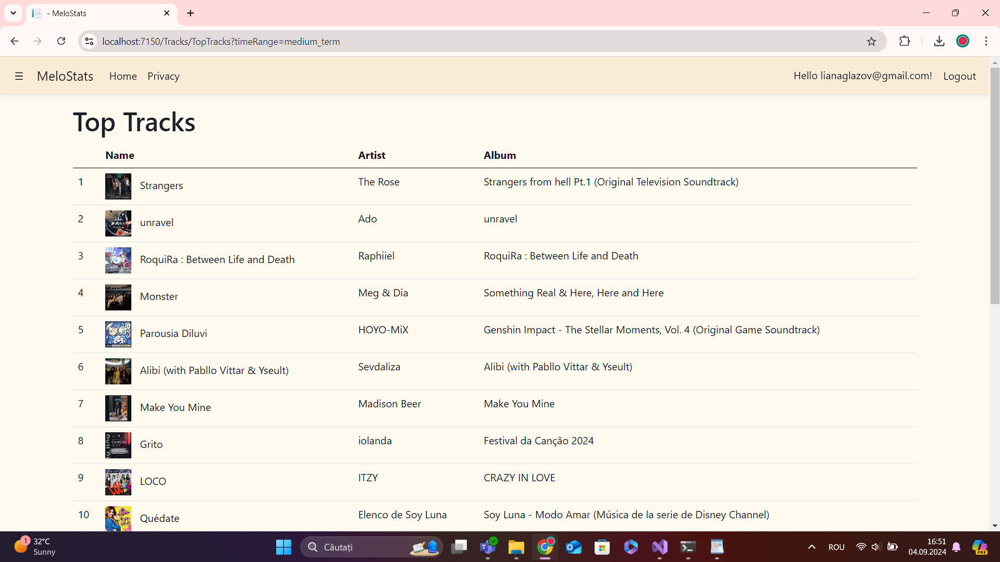 - MeloStats
localhost:7150/Tracks/TopTracks?timeRange=medium_term
☰ MeloStats Home Privacy Hello lianaglazov@gmail.com! Logout
Top Tracks
Name Artist Album
1 Strangers The Rose Strangers from hell Pt.1 (Original Television Soundtrack)
2 unravel Ado unravel
3 RoquiRa : Between Life and Death Raphiiel RoquiRa : Between Life and Death
4 meg & dia Monster Meg & Dia Something Real & Here, Here and Here
5 Parousia Diluvi HOYO-MiX Genshin Impact - The Stellar Moments, Vol. 4 (Original Game Soundtrack)
6 Alibi (with Pabllo Vittar & Yseult) Sevdaliza Alibi (with Pabllo Vittar & Yseult)
7 Make You Mine Madison Beer Make You Mine
8 CANÇÃO 2024 Grito iolanda Festival da Canção 2024
9 LOCO ITZY CRAZY IN LOVE
10 Quédate Elenco de Soy Luna Soy Luna - Modo Amar (Música de la serie de Disney Channel)
1 32°C
Sunny
Căutați
ROU
16:51
04.09.2024
PRE